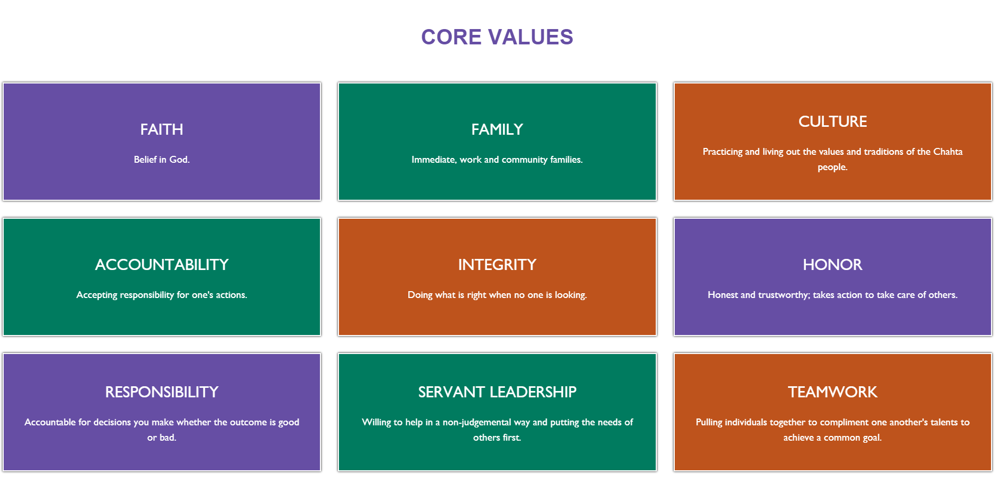 CORE VALUES
FAITH
Belief in God.
FAMILY
Immediate, work and community families.
CULTURE
Practicing and living out the values and traditions of the Chahta
people.
ACCOUNTABILITY
Accepting responsibility for one's actions.
INTEGRITY
Doing what is right when no one is looking.
HONOR
Honest and trustworthy; takes action to take care of others.
RESPONSIBILITY
Accountable for decisions you make whether the outcome is good
or bad.
SERVANT LEADERSHIP
Willing to help in a non-judgemental way and putting the needs of
others first.
TEAMWORK
Pulling individuals together to compliment one another's talents to
achieve a common goal.